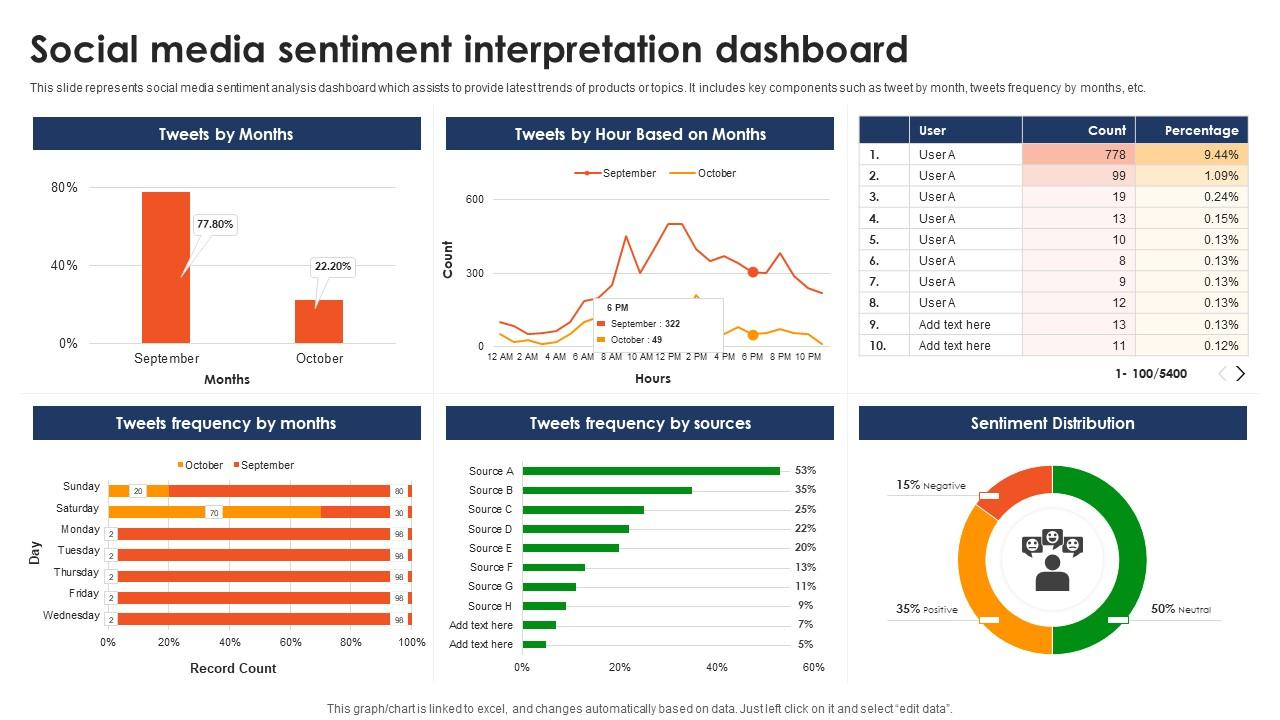 Social media sentiment interpretation dashboard
This slide represents social media sentiment analysis dashboard which assists to provide latest trends of products or topics. It includes key components such as tweet by month, tweets frequency by months, etc.
Tweets by Months
80%
40%
0%
77.80%
22.20%
September October
Months
Tweets by Hour Based on Months
September October
Count
600
300
0
6 PM
September : 322
October : 49
12 AM 2 AM 4 AM 6 AM 8 AM 10 AM 12 PM 2 PM 4 PM 6 PM 8 PM 10 PM
Hours
User Count Percentage
1. User A 778 9.44%
2. User A 99 1.09%
3. User A 19 0.24%
4. User A 13 0.15%
5. User A 10 0.13%
6. User A 8 0.13%
7. User A 9 0.13%
8. User A 12 0.13%
9. Add text here 13 0.13%
10. Add text here 11 0.12%
1- 100/5400
Tweets frequency by months
October September
Day
Sunday 20 80
Saturday 70 30
Monday 2 98
Tuesday 2 98
Thursday 2 98
Friday 2 98
Wednesday 2 98
0% 20% 40% 60% 80% 100%
Record Count
Tweets frequency by sources
Source A 53%
Source B 35%
Source C 25%
Source D 22%
Source E 20%
Source F 13%
Source G 11%
Source H 9%
Add text here 7%
Add text here 5%
0% 20% 40% 60%
Sentiment Distribution
15% Negative
35% Positive
50% Neutral
This graph/chart is linked to excel, and changes automatically based on data. Just left click on it and select “edit data”.